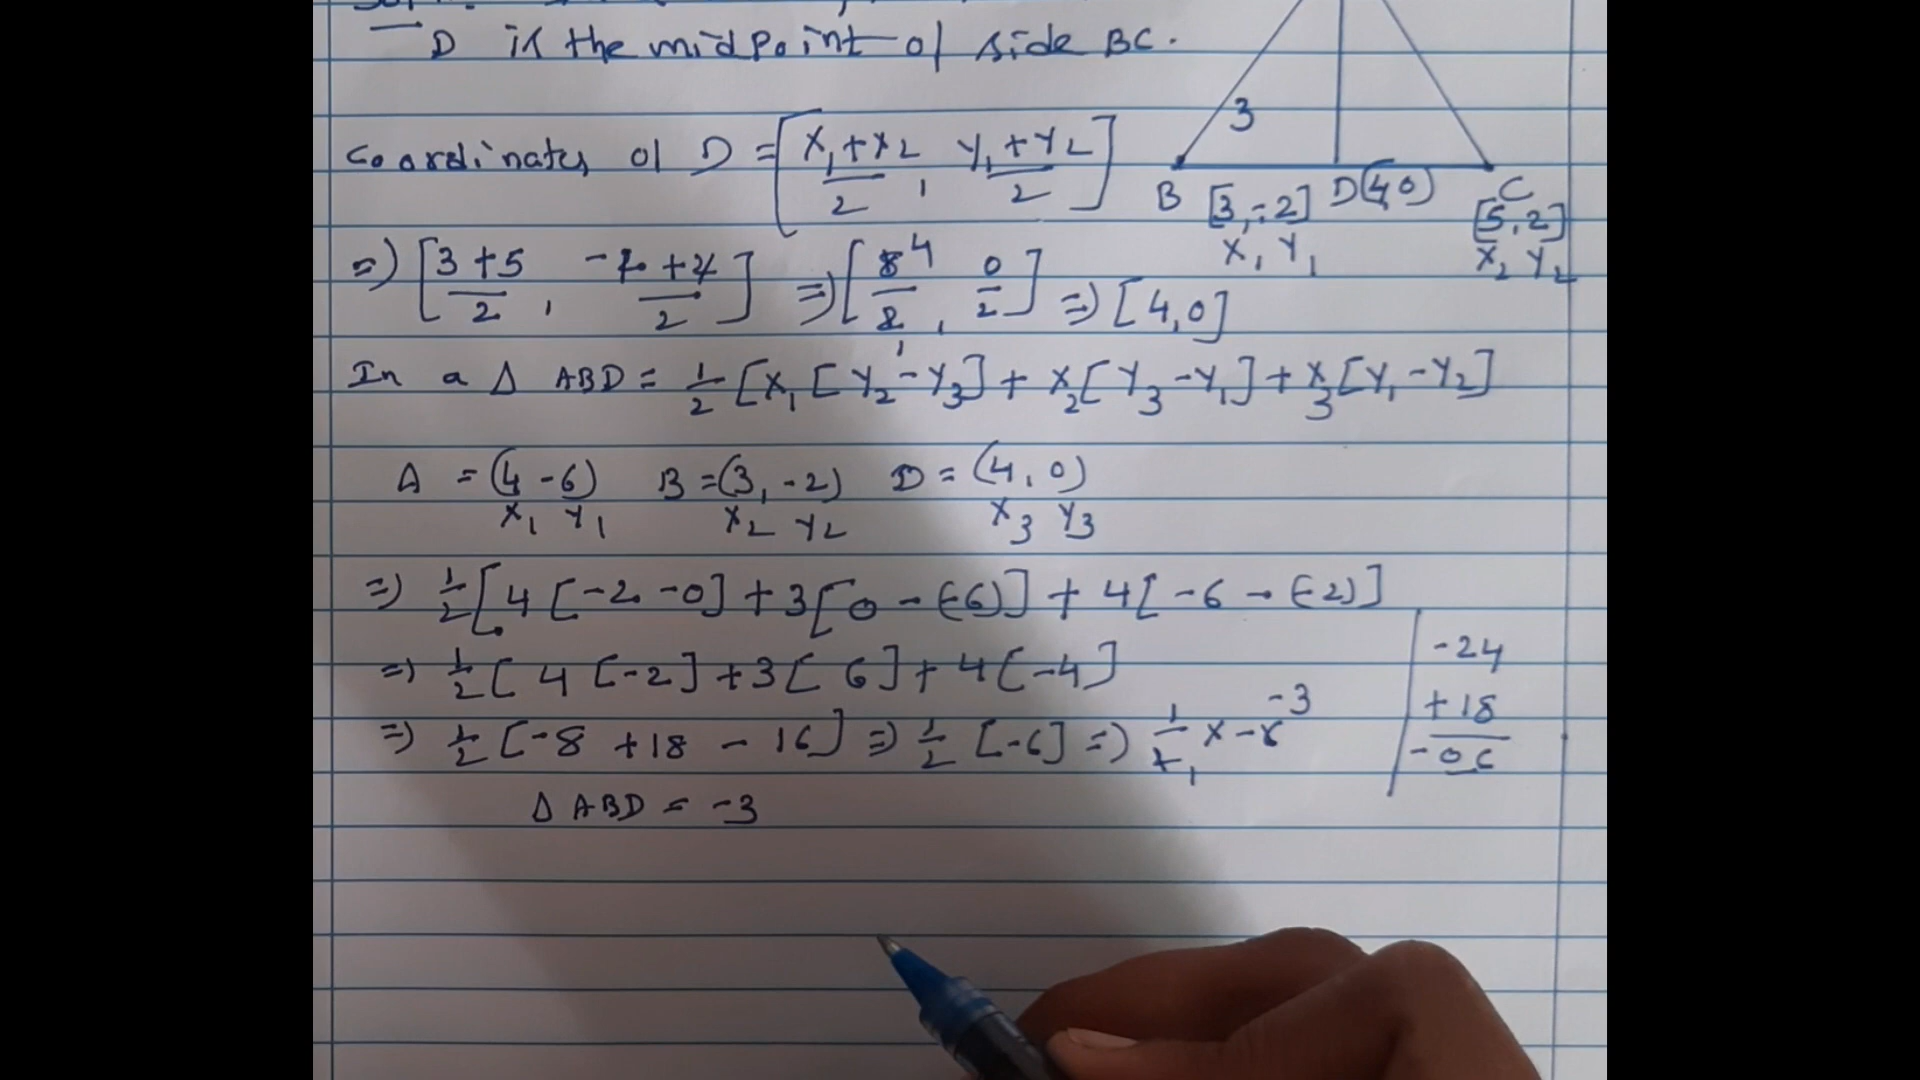 D is the midpoint of side BC.
3
Coordinates of D = [x₁+x₂/2, y₁+y₂/2]
B [3,-2] D(4,0) C [5,2]
x₁ y₁ x₂ y₂
⇒) [3+5/2, -2+2/2] ⇒) [8⁴/2₁, 0/2] ⇒) [4,0]
In a Δ ABD = 1/2 [x₁[y₂-y₃]+x₂[y₃-y₁]+x₃[y₁-y₂]
A = (4 -6) B =(3,-2) D = (4,0)
x₁ y₁ x₂ y₂ x₃ y₃
⇒) 1/2 [4[-2-0]+3[0-(-6)]+4[-6-(-2)]
⇒) 1/2 [4[-2]+3[6]+4[-4]
⇒) 1/2 [-8+18-16] ⇒) 1/2 [-6] ⇒) 1/2₁ x -6 -3
-24
+18
-06
Δ ABD = -3